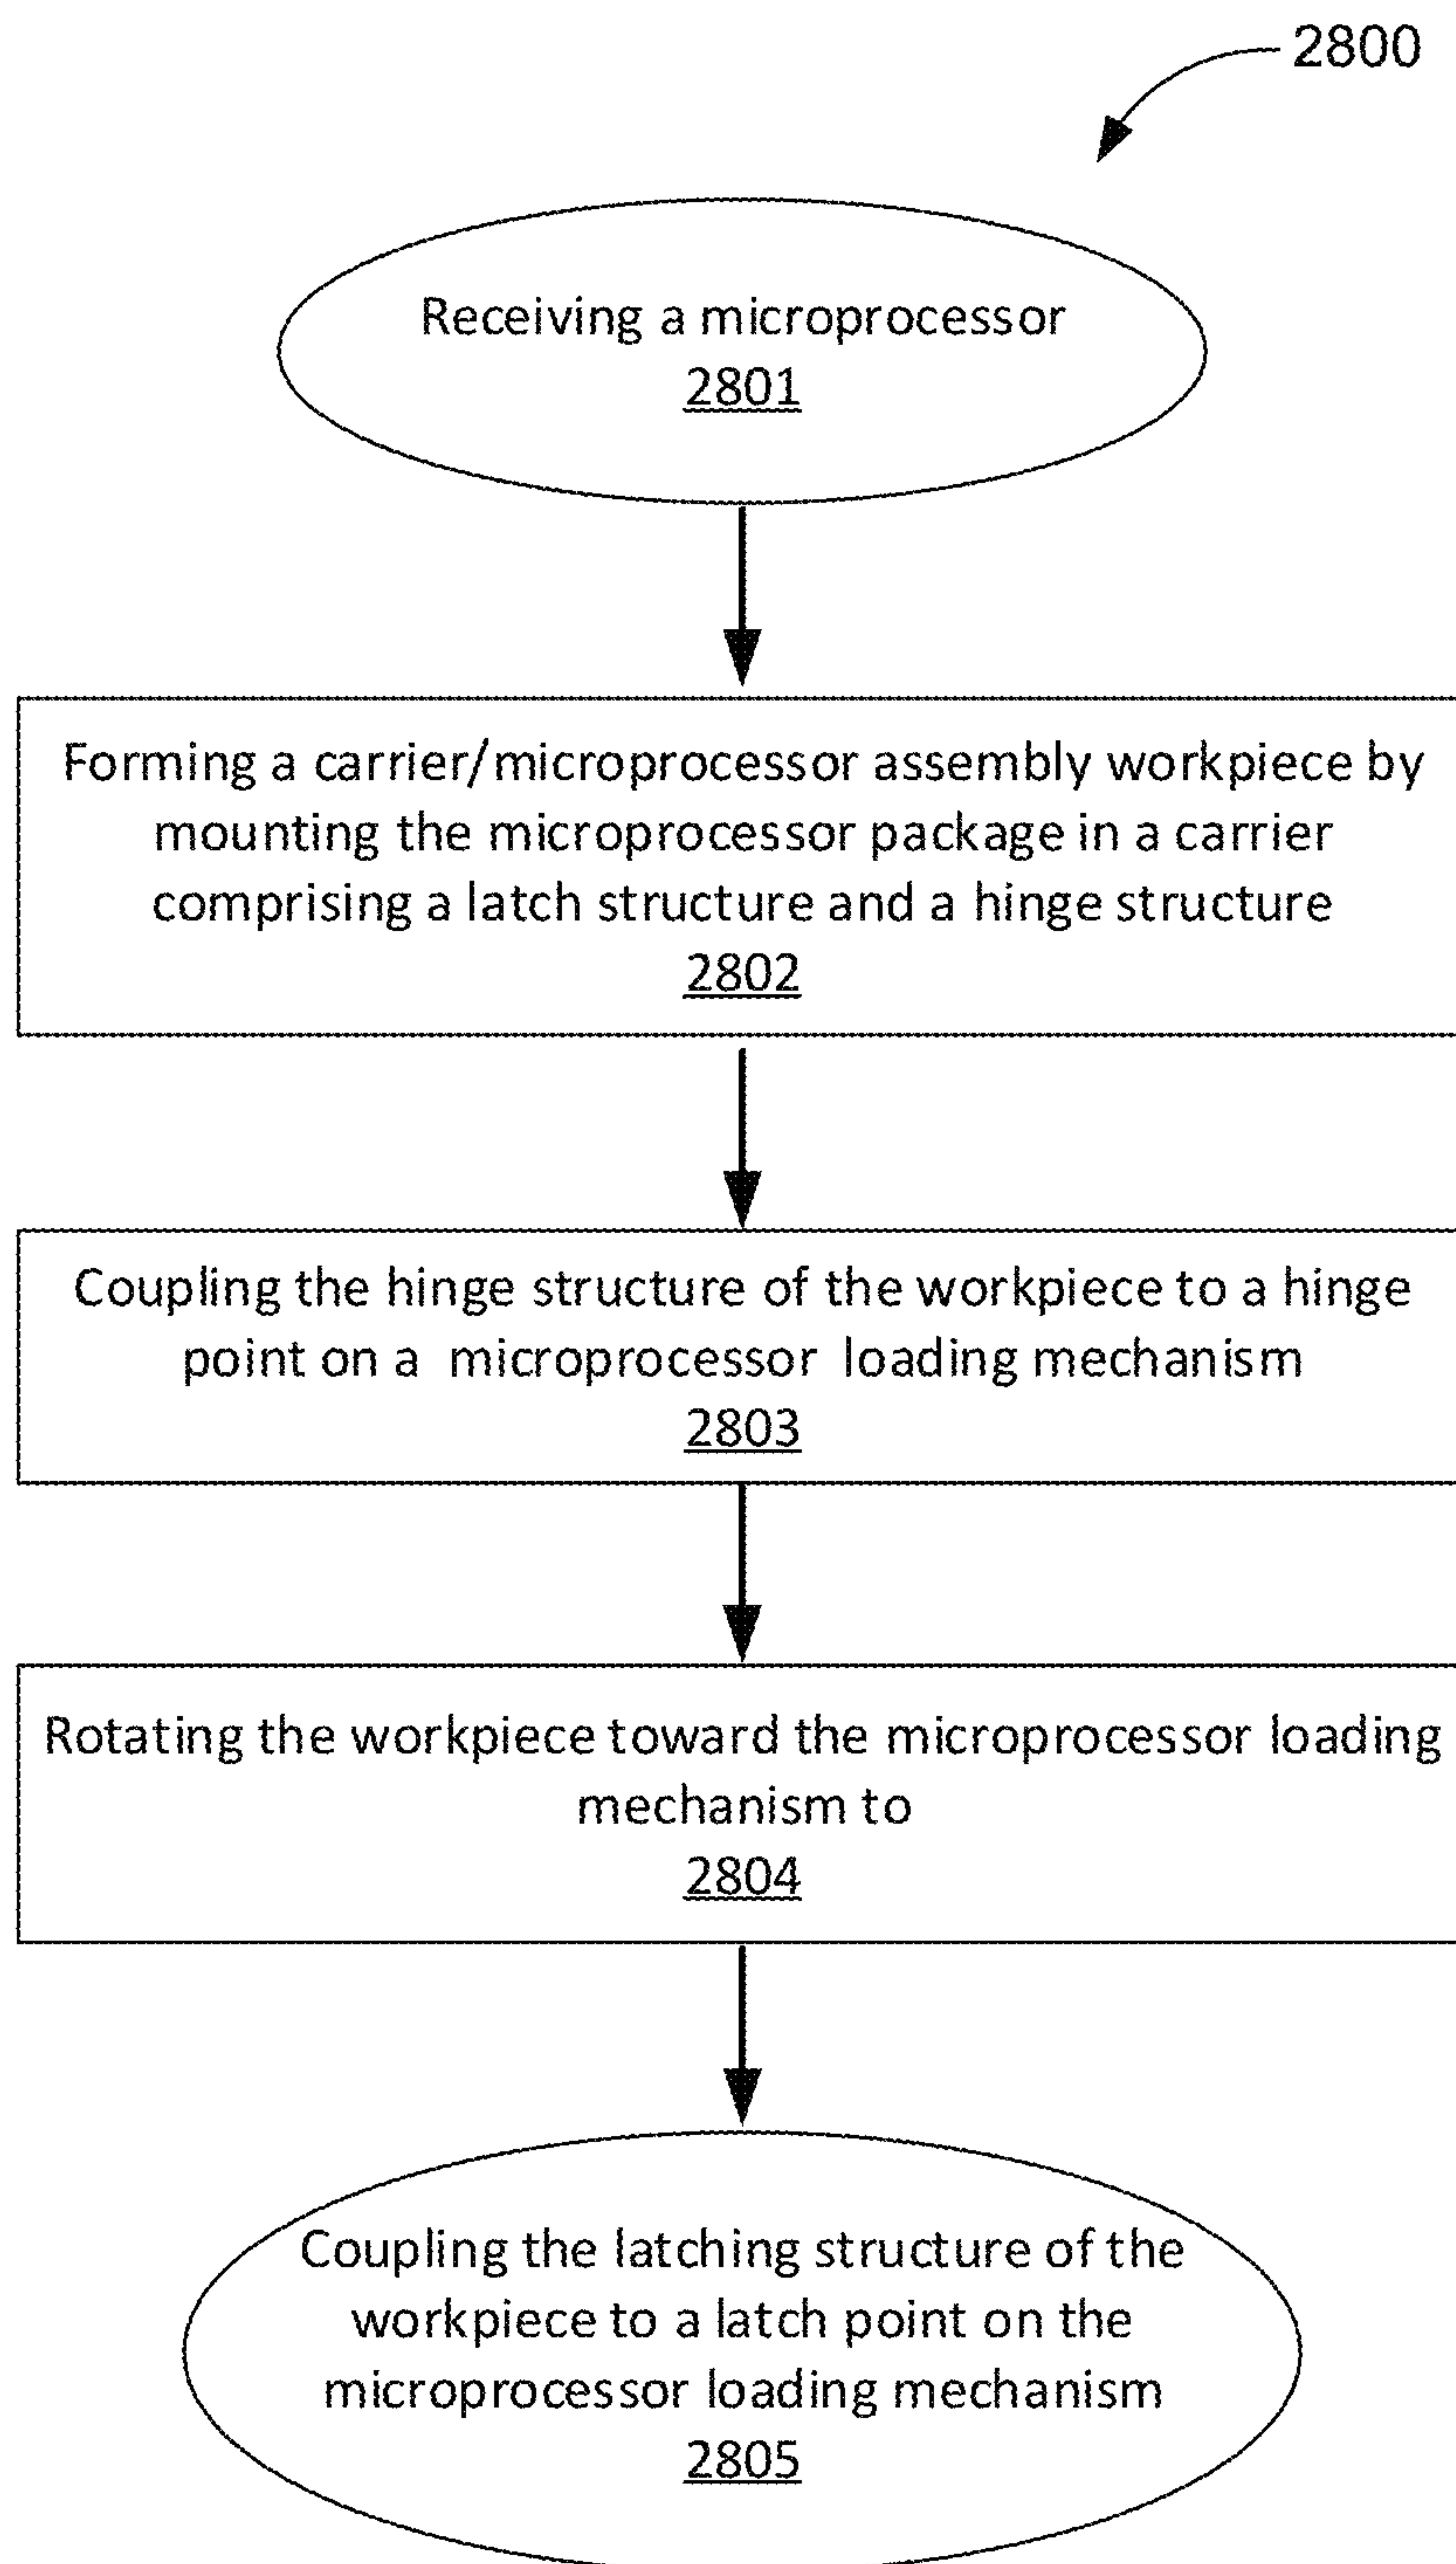 2800
Receiving a microprocessor
2801
Forming a carrier/microprocessor assembly workpiece by
mounting the microprocessor package in a carrier
comprising a latch structure and a hinge structure
2802
Coupling the hinge structure of the workpiece to a hinge
point on a microprocessor loading mechanism
2803
Rotating the workpiece toward the microprocessor loading
mechanism to
2804
Coupling the latching structure of the
workpiece to a latch point on the
microprocessor loading mechanism
2805